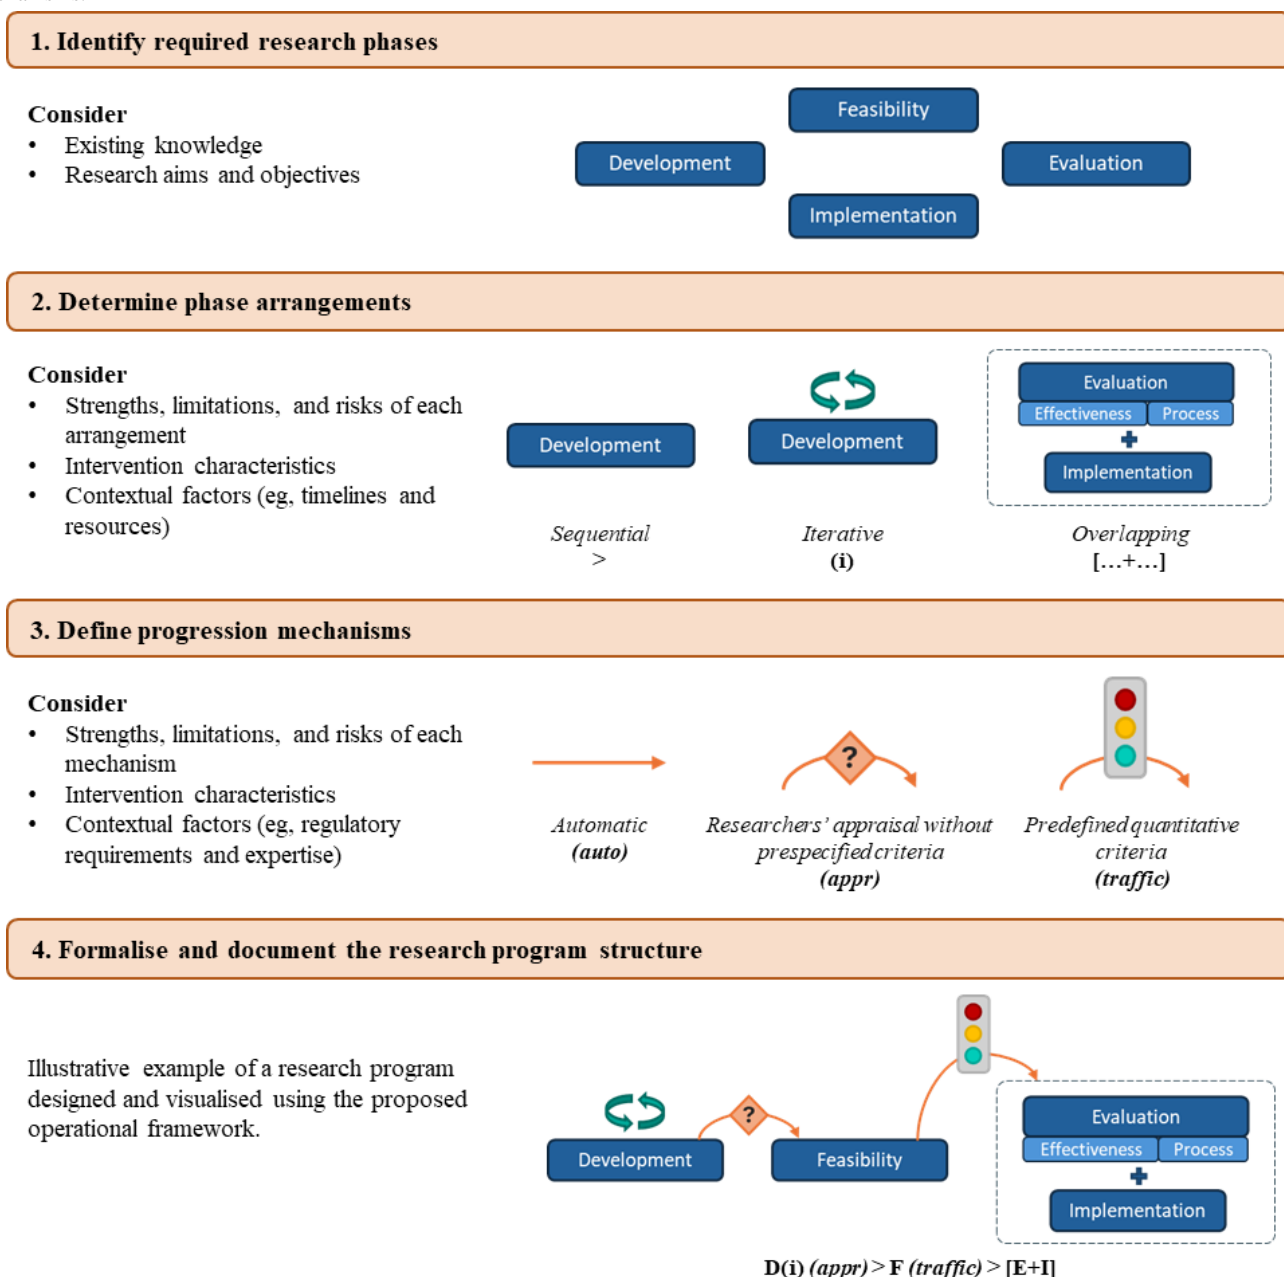 1. Identify required research phases
Consider
• Existing knowledge
• Research aims and objectives
Feasibility
Development
Evaluation
Implementation
2. Determine phase arrangements
Consider
• Strengths, limitations, and risks of each
arrangement
• Intervention characteristics
• Contextual factors (eg, timelines and
resources)
Development
Sequential
>
Development
Iterative
(i)
Evaluation
Effectiveness Process
Implementation
Overlapping
[…+…]
3. Define progression mechanisms
Consider
• Strengths, limitations, and risks of each
mechanism
• Intervention characteristics
• Contextual factors (eg, regulatory
requirements and expertise)
Automatic
(auto)
?
Researchers’ appraisal without
prespecified criteria
(appr)
Predefined quantitative
criteria
(traffic)
4. Formalise and document the research program structure
Illustrative example of a research program
designed and visualised using the proposed
operational framework.
Development
?
Feasibility
Evaluation
Effectiveness Process
Implementation
D(i) (appr) > F (traffic) > [E+I]